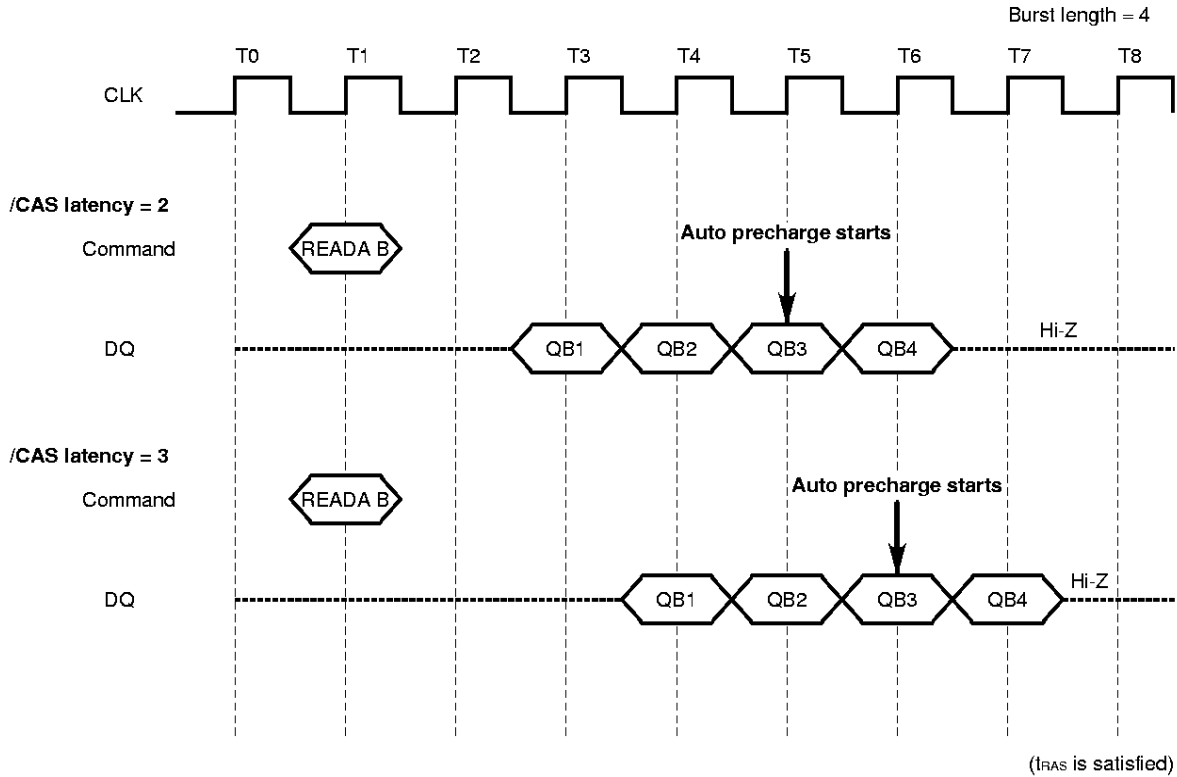 Burst length = 4
T0 T1 T2 T3 T4 T5 T6 T7 T8
CLK
/CAS latency = 2
Command READA B
Auto precharge starts
DQ QB1 QB2 QB3 QB4 Hi-Z
/CAS latency = 3
Command READA B
Auto precharge starts
DQ QB1 QB2 QB3 QB4 Hi-Z
(tRAS is satisfied)